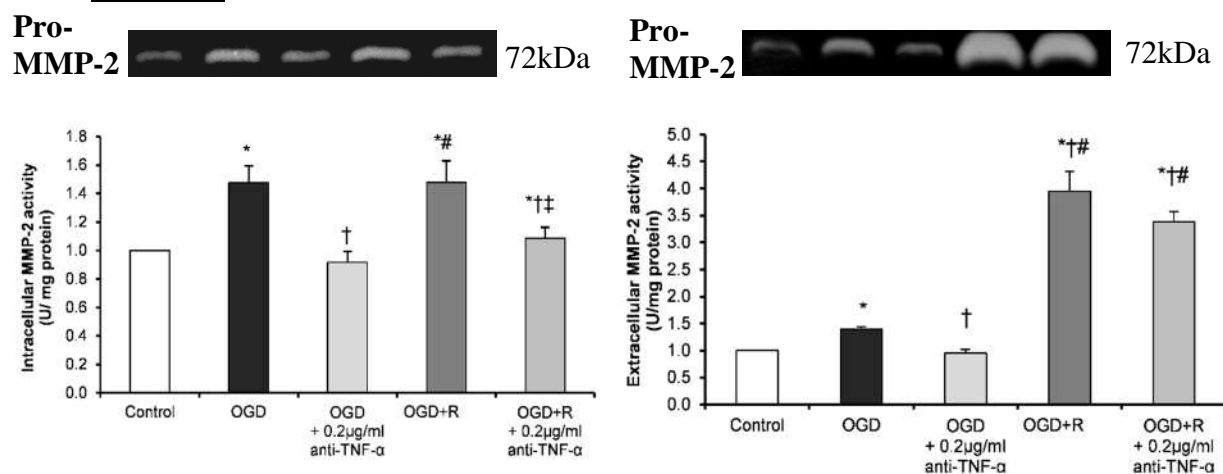 Pro-
MMP-2
72kDa
1.8
1.6
1.4
1.2
1.0
0.8
0.6
0.4
0.2
0.0
Intracellular MMP-2 activity
(U/ mg protein)
*
†
*#
*†‡
Control
OGD
OGD
+ 0.2µg/ml
anti-TNF-α
OGD+R
OGD+R
+ 0.2µg/ml
anti-TNF-α
Pro-
MMP-2
72kDa
5.0
4.5
4.0
3.5
3.0
2.5
2.0
1.5
1.0
0.5
0.0
Extracellular MMP-2 activity
(U/mg protein)
*
†
*†#
*†#
Control
OGD
OGD
+ 0.2µg/ml
anti-TNF-α
OGD+R
OGD+R
+ 0.2µg/ml
anti-TNF-α